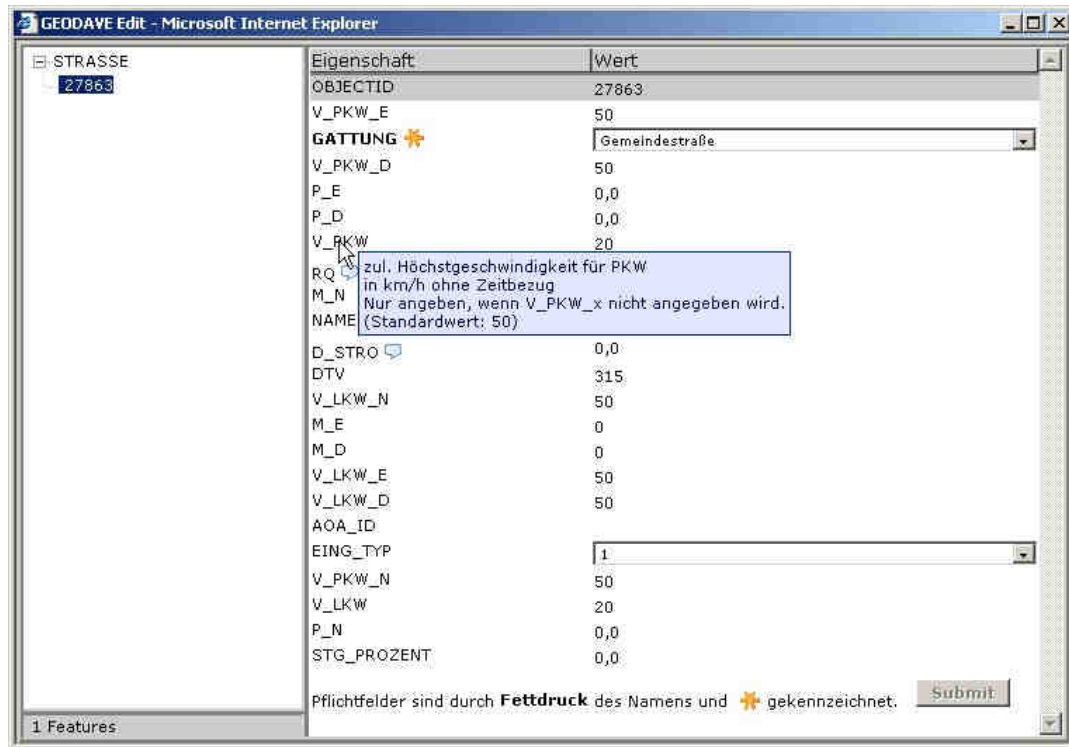 GEODAVE Edit - Microsoft Internet Explorer
STRASSE
27863
1 Features
Eigenschaft Wert
OBJECTID 27863
V_PKW_E 50
GATTUNG Gemeindestraße
V_PKW_D 50
P_E 0,0
P_D 0,0
V_PKW 20
zul. Höchstgeschwindigkeit für PKW
in km/h ohne Zeitbezug
Nur angeben, wenn V_PKW_x nicht angegeben wird.
(Standardwert: 50)
RQ
M_N
NAME
D_STRO 0,0
DTV 315
V_LKW_N 50
M_E 0
M_D 0
V_LKW_E 50
V_LKW_D 50
AOA_ID
EING_TYP 1
V_PKW_N 50
V_LKW 20
P_N 0,0
STG_PROZENT 0,0
Pflichtfelder sind durch Fettdruck des Namens und gekennzeichnet. Submit